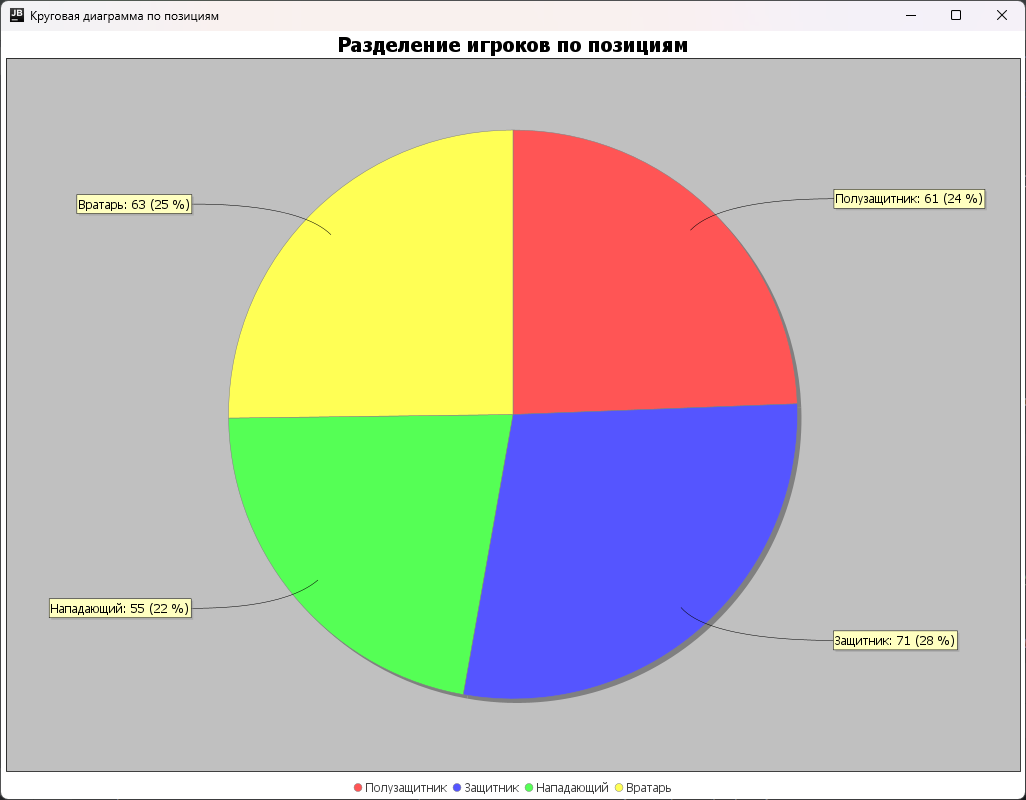 JB
Круговая диаграмма по позициям
Разделение игроков по позициям
Вратарь: 63 (25 %)
Полузащитник: 61 (24 %)
Нападающий: 55 (22 %)
Защитник: 71 (28 %)
Полузащитник Защитник Нападающий Вратарь